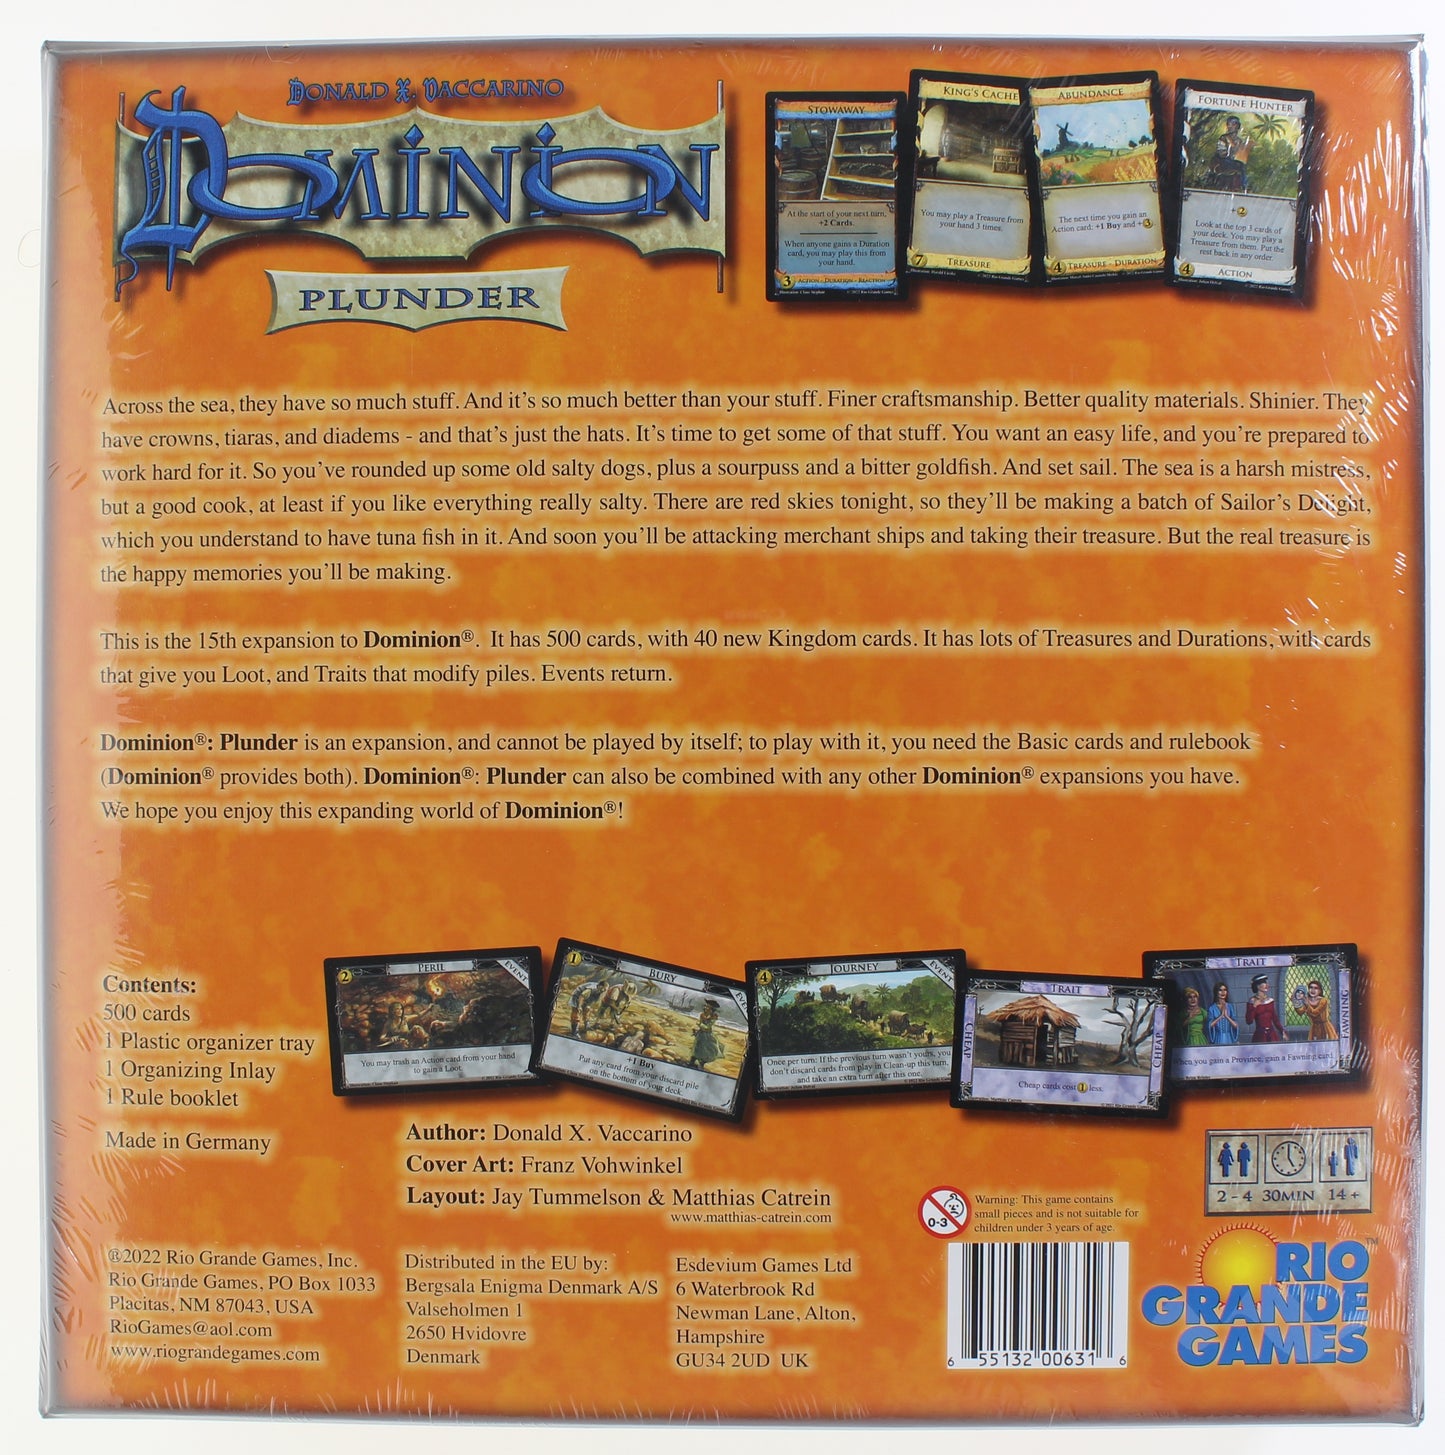 DONALD X. VACCARINO
DOMINION
PLUNDER
STOWAWAY
At the start of your next turn,
+2 Cards.
When anyone gains a Duration
card, you may play this from
your hand.
3 ACTION - DURATION - REACTION
Illustration: Claus Stephan © 2022 Rio Grande Games
KING'S CACHE
You may play a Treasure from
your hand 3 times.
7 TREASURE
ABUNDANCE
The next time you gain an
Action card: +1 Buy and +3.
4 TREASURE - DURATION
FORTUNE HUNTER
+2
Look at the top 3 cards of
your deck. You may play a
Treasure from them. Put the
rest back in any order.
4 ACTION
Across the sea, they have so much stuff. And it's so much better than your stuff. Finer craftsmanship. Better quality materials. Shinier. They
have crowns, tiaras, and diadems - and that's just the hats. It's time to get some of that stuff. You want an easy life, and you're prepared to
work hard for it. So you've rounded up some old salty dogs, plus a sourpuss and a bitter goldfish. And set sail. The sea is a harsh mistress,
but a good cook, at least if you like everything really salty. There are red skies tonight, so they'll be making a batch of Sailor's Delight,
which you understand to have tuna fish in it. And soon you'll be attacking merchant ships and taking their treasure. But the real treasure is
the happy memories you'll be making.
This is the 15th expansion to Dominion®. It has 500 cards, with 40 new Kingdom cards. It has lots of Treasures and Durations, with cards
that give you Loot, and Traits that modify piles. Events return.
Dominion®: Plunder is an expansion, and cannot be played by itself; to play with it, you need the Basic cards and rulebook
(Dominion® provides both). Dominion®: Plunder can also be combined with any other Dominion® expansions you have.
We hope you enjoy this expanding world of Dominion®!
2 PERIL EVENT
You may trash an Action card from your hand
to gain a Loot.
1 BURY
+1 Buy
Put any card from your discard pile
on the bottom of your deck.
4 JOURNEY EVENT
Once per turn: If the previous turn wasn't yours, you
don't discard cards from play in Clean-up this turn,
and take an extra turn after this one.
TRAIT
CHEAP
CHEAP
Cheap cards cost 1 less.
TRAIT
FAWNING
When you gain a Province, gain a Fawning card.
Contents:
500 cards
1 Plastic organizer tray
1 Organizing Inlay
1 Rule booklet
Made in Germany
Author: Donald X. Vaccarino
Cover Art: Franz Vohwinkel
Layout: Jay Tummelson & Matthias Catrein
www.matthias-catrein.com
2 - 4 30MIN 14 +
0-3
Warning: This game contains
small pieces and is not suitable for
children under 3 years of age.
®2022 Rio Grande Games, Inc.
Rio Grande Games, PO Box 1033
Placitas, NM 87043, USA
RioGames@aol.com
www.riograndegames.com
Distributed in the EU by:
Bergsala Enigma Denmark A/S
Valseholmen 1
2650 Hvidovre
Denmark
Esdevium Games Ltd
6 Waterbrook Rd
Newman Lane, Alton,
Hampshire
GU34 2UD UK
6 55132 00631 6
RIO
GRANDE
GAMES™